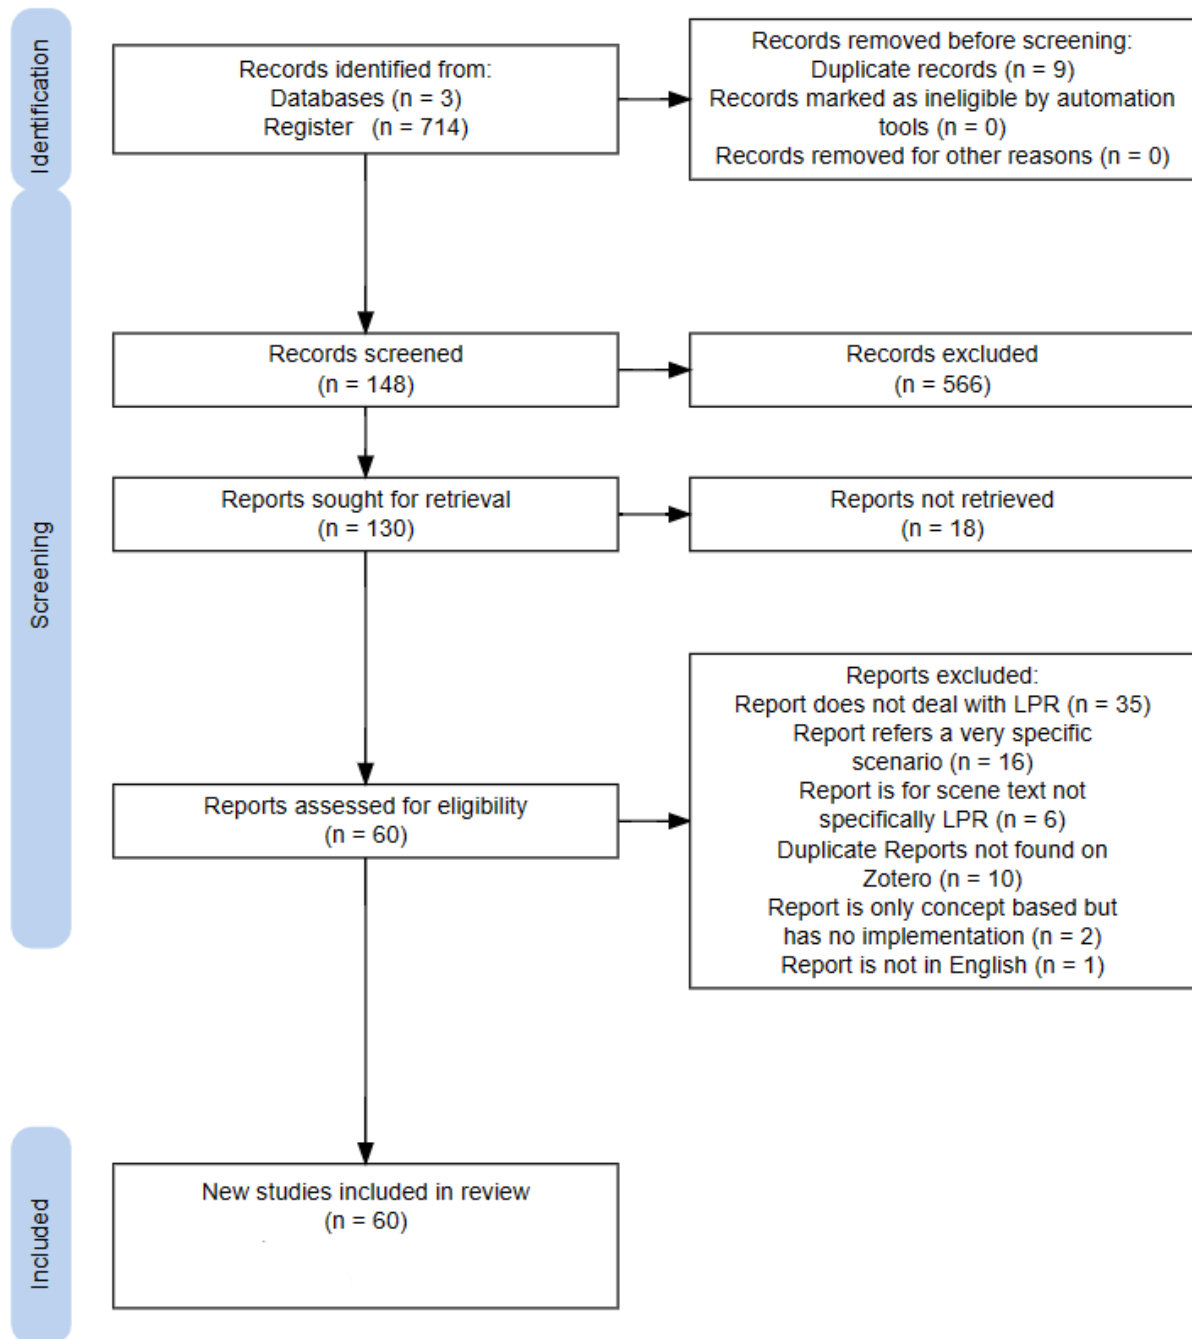 Identification
Records identified from:
Databases (n = 3)
Register (n = 714)
Records removed before screening:
Duplicate records (n = 9)
Records marked as ineligible by automation
tools (n = 0)
Records removed for other reasons (n = 0)
Screening
Records screened
(n = 148)
Records excluded
(n = 566)
Reports sought for retrieval
(n = 130)
Reports not retrieved
(n = 18)
Reports assessed for eligibility
(n = 60)
Reports excluded:
Report does not deal with LPR (n = 35)
Report refers a very specific
scenario (n = 16)
Report is for scene text not
specifically LPR (n = 6)
Duplicate Reports not found on
Zotero (n = 10)
Report is only concept based but
has no implementation (n = 2)
Report is not in English (n = 1)
Included
New studies included in review
(n = 60)